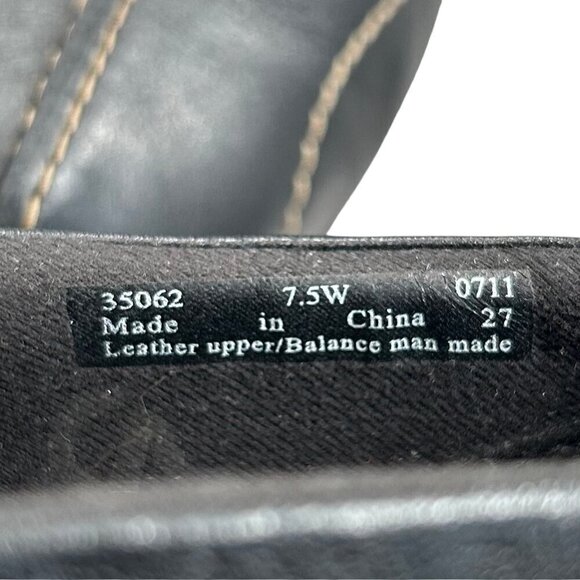 35062 7.5W 0711
Made in China 27
Leather upper/Balance man made